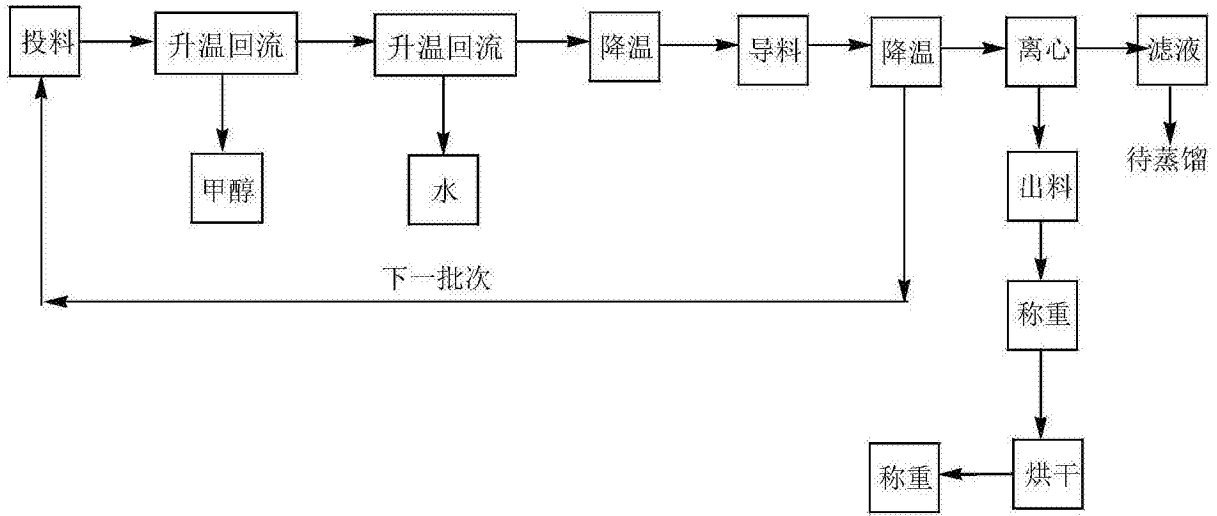 投料
升温回流
升温回流
降温
导料
降温
离心
滤液
甲醇
水
出料
待蒸馏
下一批次
称重
称重
烘干